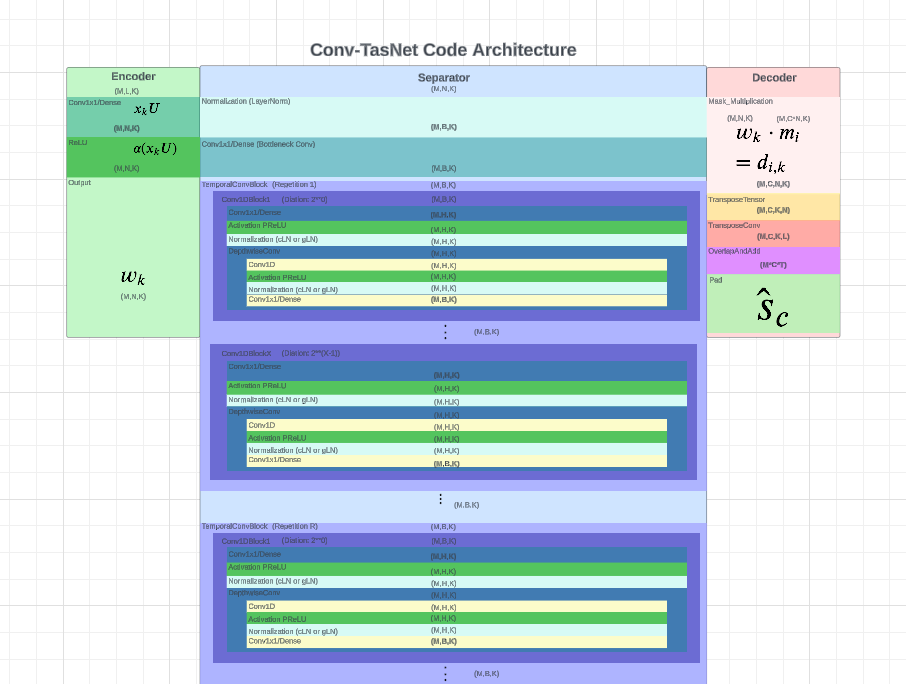 Conv-TasNet Code Architecture
Encoder
(M,L,K)
Conv1x1/Dense
x_k U
(M,N,K)
ReLU
α(x_k U)
(M,N,K)
Output
w_k
(M,N,K)
Separator
(M,N,K)
Normalization (LayerNorm)
(M,B,K)
Conv1x1/Dense (Bottleneck Conv)
(M,B,K)
TemporalConvBlock (Repetition 1) (M,B,K)
Conv1DBlock1 (Dilation: 2**0) (M,B,K)
Conv1x1/Dense (M,H,K)
Activation PReLU (M,H,K)
Normalization (cLN or gLN) (M,H,K)
DepthwiseConv (M,H,K)
Conv1D (M,H,K)
Activation PReLU (M,H,K)
Normalization (cLN or gLN) (M,H,K)
Conv1x1/Dense (M,B,K)
⋮ (M,B,K)
Conv1DBlockX (Dilation: 2**(X-1))
Conv1x1/Dense (M,H,K)
Activation PReLU (M,H,K)
Normalization (cLN or gLN) (M,H,K)
DepthwiseConv (M,H,K)
Conv1D (M,H,K)
Activation PReLU (M,H,K)
Normalization (cLN or gLN) (M,H,K)
Conv1x1/Dense (M,B,K)
⋮ (M,B,K)
TemporalConvBlock (Repetition R) (M,B,K)
Conv1DBlock1 (Dilation: 2**0) (M,B,K)
Conv1x1/Dense (M,H,K)
Activation PReLU (M,H,K)
Normalization (cLN or gLN) (M,H,K)
DepthwiseConv (M,H,K)
Conv1D (M,H,K)
Activation PReLU (M,H,K)
Normalization (cLN or gLN) (M,H,K)
Conv1x1/Dense (M,B,K)
⋮ (M,B,K)
Decoder
Mask_Multiplication
(M,N,K) (M,C*N,K)
w_k · m_i
= d_{i,k}
(M,C,N,K)
TransposeTensor
(M,C,K,N)
TransposeConv
(M,C,K,L)
OverlapAndAdd
(M*C*T)
Pad
ŝ_c